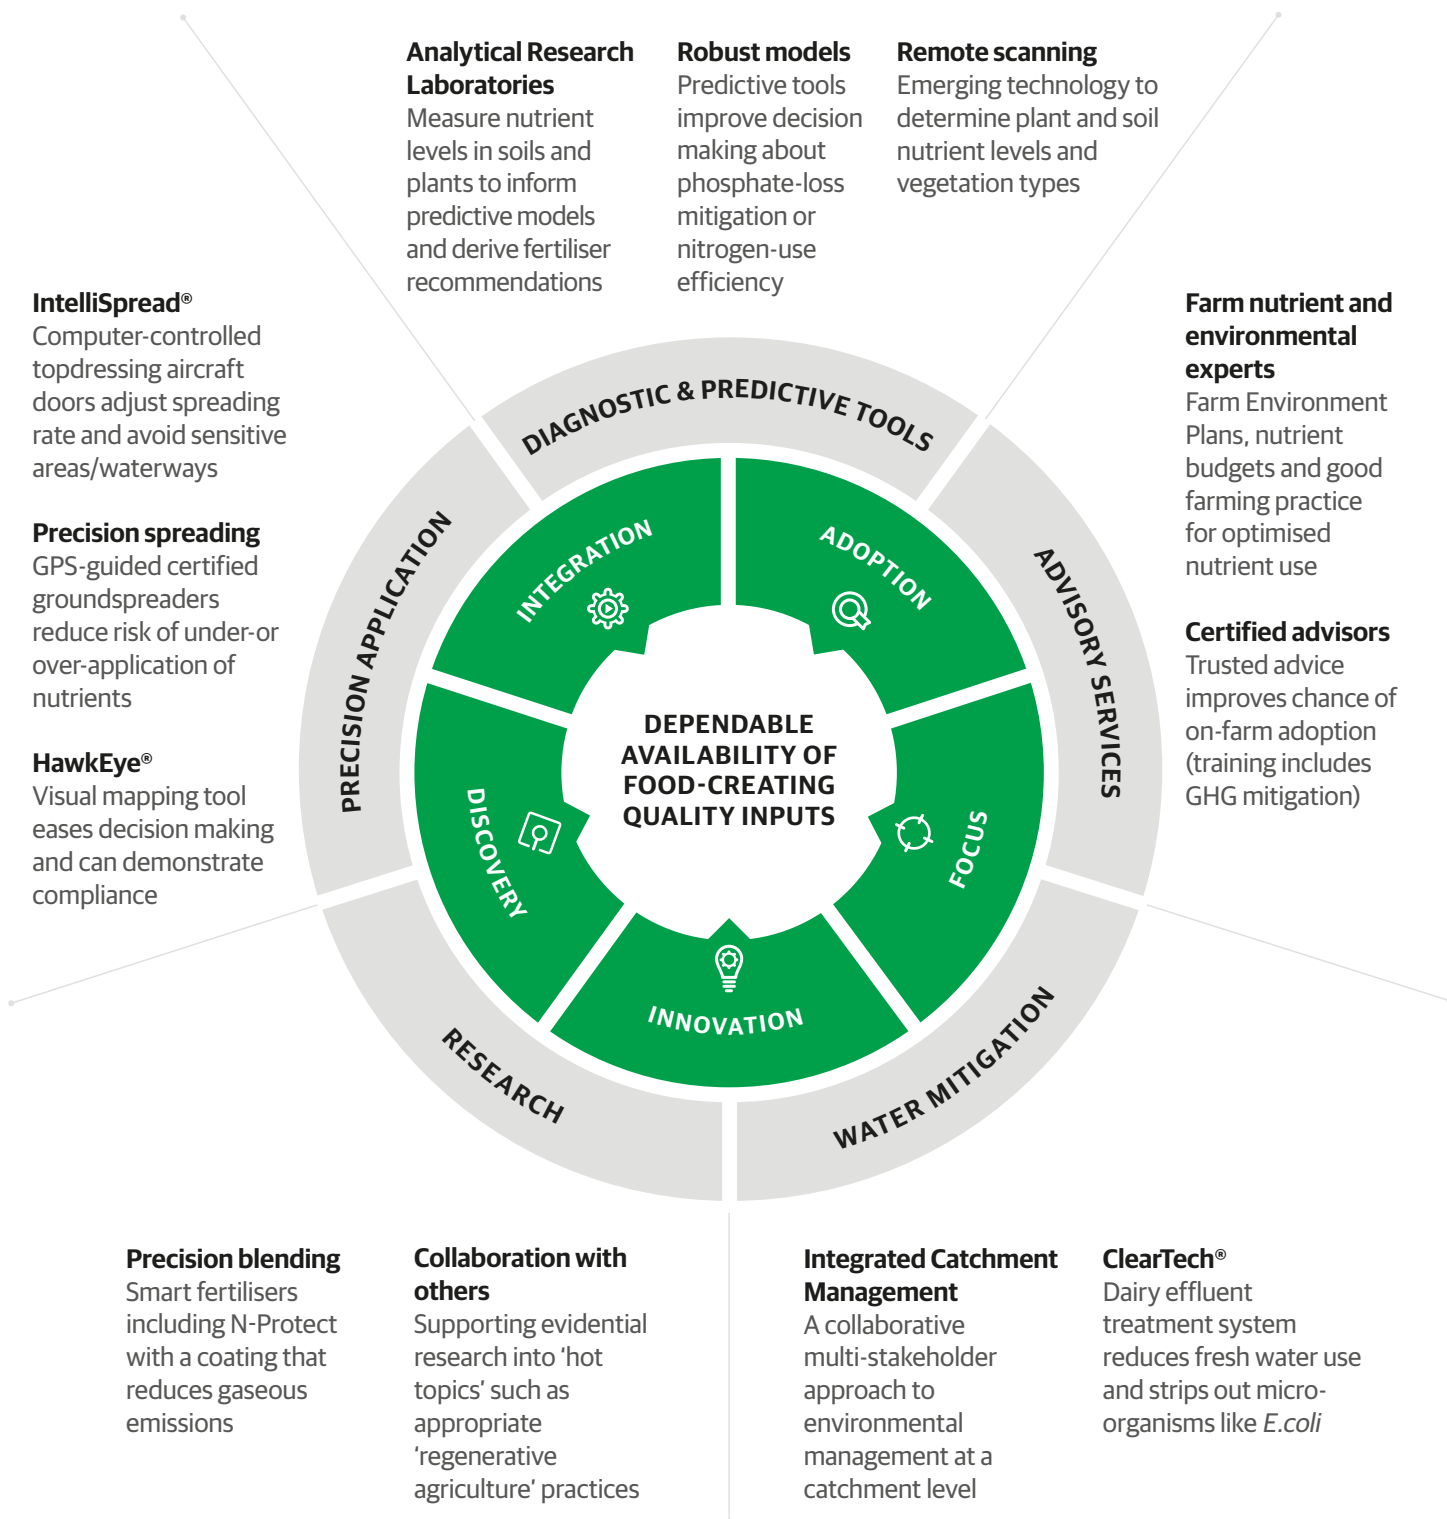 Analytical Research
Laboratories
Measure nutrient
levels in soils and
plants to inform
predictive models
and derive fertiliser
recommendations
Robust models
Predictive tools
improve decision
making about
phosphate-loss
mitigation or
nitrogen-use
efficiency
Remote scanning
Emerging technology to
determine plant and soil
nutrient levels and
vegetation types
IntelliSpread®
Computer-controlled
topdressing aircraft
doors adjust spreading
rate and avoid sensitive
areas/waterways
Precision spreading
GPS-guided certified
groundspreaders
reduce risk of under-or
over-application of
nutrients
HawkEye®
Visual mapping tool
eases decision making
and can demonstrate
compliance
Farm nutrient and
environmental
experts
Farm Environment
Plans, nutrient
budgets and good
farming practice
for optimised
nutrient use
Certified advisors
Trusted advice
improves chance of
on-farm adoption
(training includes
GHG mitigation)
DIAGNOSTIC & PREDICTIVE TOOLS
PRECISION APPLICATION
ADVISORY SERVICES
RESEARCH
WATER MITIGATION
INTEGRATION
ADOPTION
DISCOVERY
FOCUS
INNOVATION
DEPENDABLE
AVAILABILITY OF
FOOD-CREATING
QUALITY INPUTS
Precision blending
Smart fertilisers
including N-Protect
with a coating that
reduces gaseous
emissions
Collaboration with
others
Supporting evidential
research into ‘hot
topics’ such as
appropriate
‘regenerative
agriculture’ practices
Integrated Catchment
Management
A collaborative
multi-stakeholder
approach to
environmental
management at a
catchment level
ClearTech®
Dairy effluent
treatment system
reduces fresh water use
and strips out micro-
organisms like E.coli